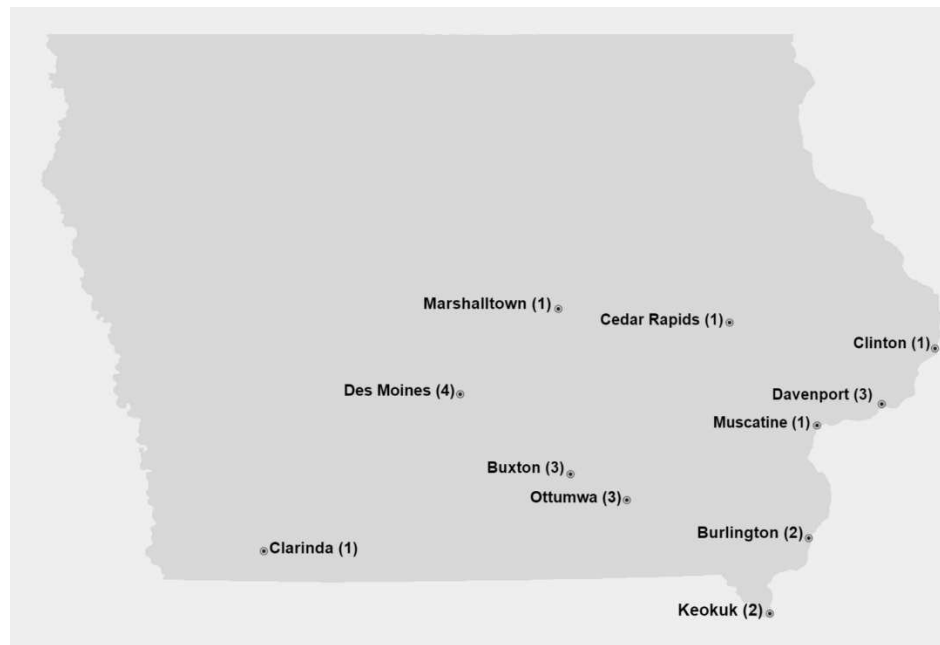 Marshalltown (1)
Cedar Rapids (1)
Clinton (1)
Des Moines (4)
Davenport (3)
Muscatine (1)
Buxton (3)
Ottumwa (3)
Burlington (2)
Clarinda (1)
Keokuk (2)